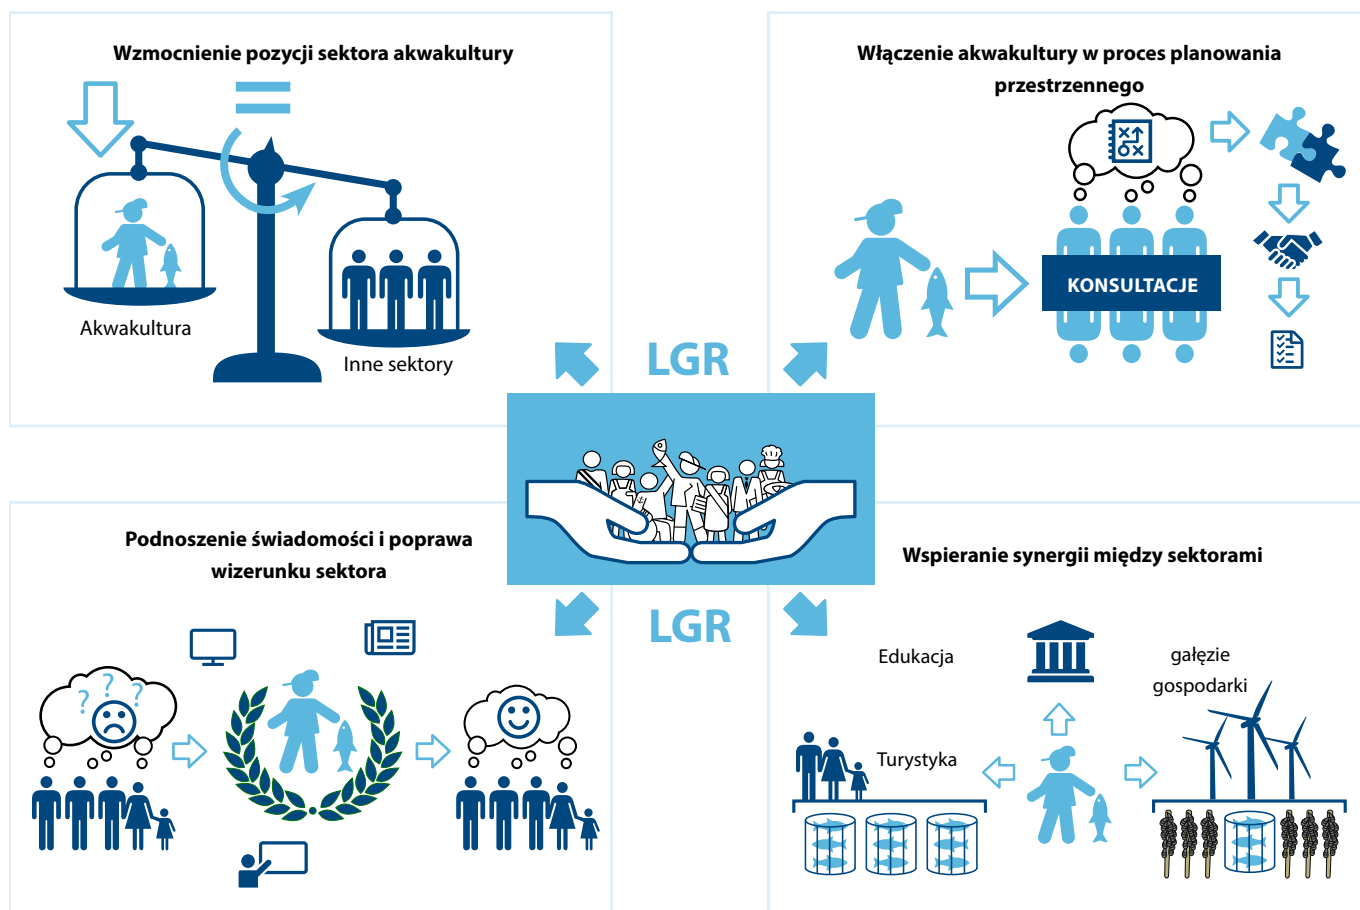 Wzmocnienie pozycji sektora akwakultury
Akwakultura
Inne sektory
Włączenie akwakultury w proces planowania
przestrzennego
KONSULTACJE
LGR
LGR
Podnoszenie świadomości i poprawa
wizerunku sektora
? ? ?
Wspieranie synergii między sektorami
Edukacja
gałęzie
gospodarki
Turystyka